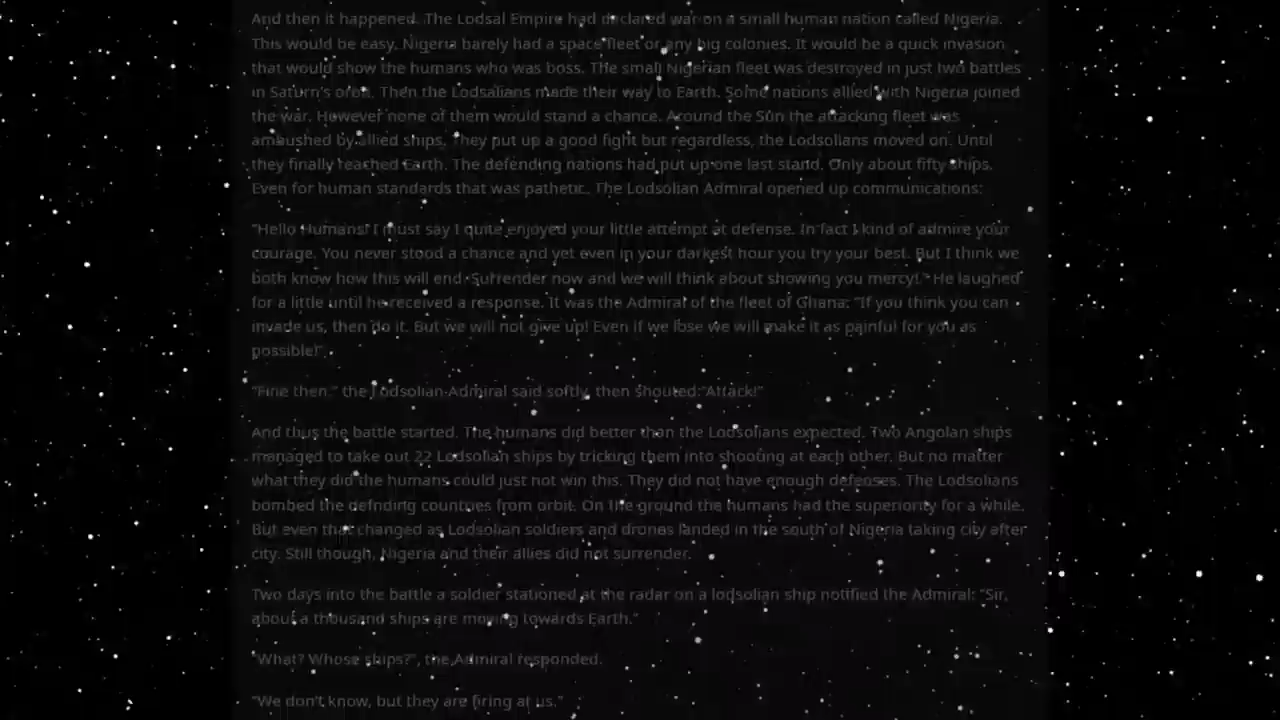 And then it happened. The Lodsal Empire had declared war on a small human nation called Nigeria.
This would be easy. Nigeria barely had a space fleet or any big colonies. It would be a quick invasion
that would show the humans who was boss. The small Nigerian fleet was destroyed in just two battles
in Saturn's orbit. Then the Lodsalians made their way to Earth. Some nations allied with Nigeria joined
the war. However none of them would stand a chance. Around the Sun the attacking fleet was
ambushed by allied ships. They put up a good fight but regardless, the Lodsolians moved on. Until
they finally reached Earth. The defending nations had put up one last stand. Only about fifty ships.
Even for human standards that was pathetic. The Lodsolian Admiral opened up communications:
"Hello Humans! I must say I quite enjoyed your little attempt at defense. In fact I kind of admire your
courage. You never stood a chance and yet even in your darkest hour you try your best. But I think we
both know how this will end. Surrender now and we will think about showing you mercy!" He laughed
for a little until he received a response. It was the Admiral of the fleet of Ghana: "If you think you can
invade us, then do it. But we will not give up! Even if we lose we will make it as painful for you as
possible!"
"Fine then." the Lodsolian Admiral said softly, then shouted:"Attack!"
And thus the battle started. The humans did better than the Lodsolians expected. Two Angolan ships
managed to take out 22 Lodsolian ships by tricking them into shooting at each other. But no matter
what they did the humans could just not win this. They did not have enough defenses. The Lodsolians
bombed the defnding countries from orbit. On the ground the humans had the superiority for a while.
But even that changed as Lodsolian soldiers and drones landed in the south of Nigeria taking city after
city. Still though, Nigeria and their allies did not surrender.
Two days into the battle a soldier stationed at the radar on a lodsolian ship notified the Admiral: "Sir,
about a thousand ships are moving towards Earth."
"What? Whose ships?", the Admiral responded.
"We don't know, but they are firing at us."